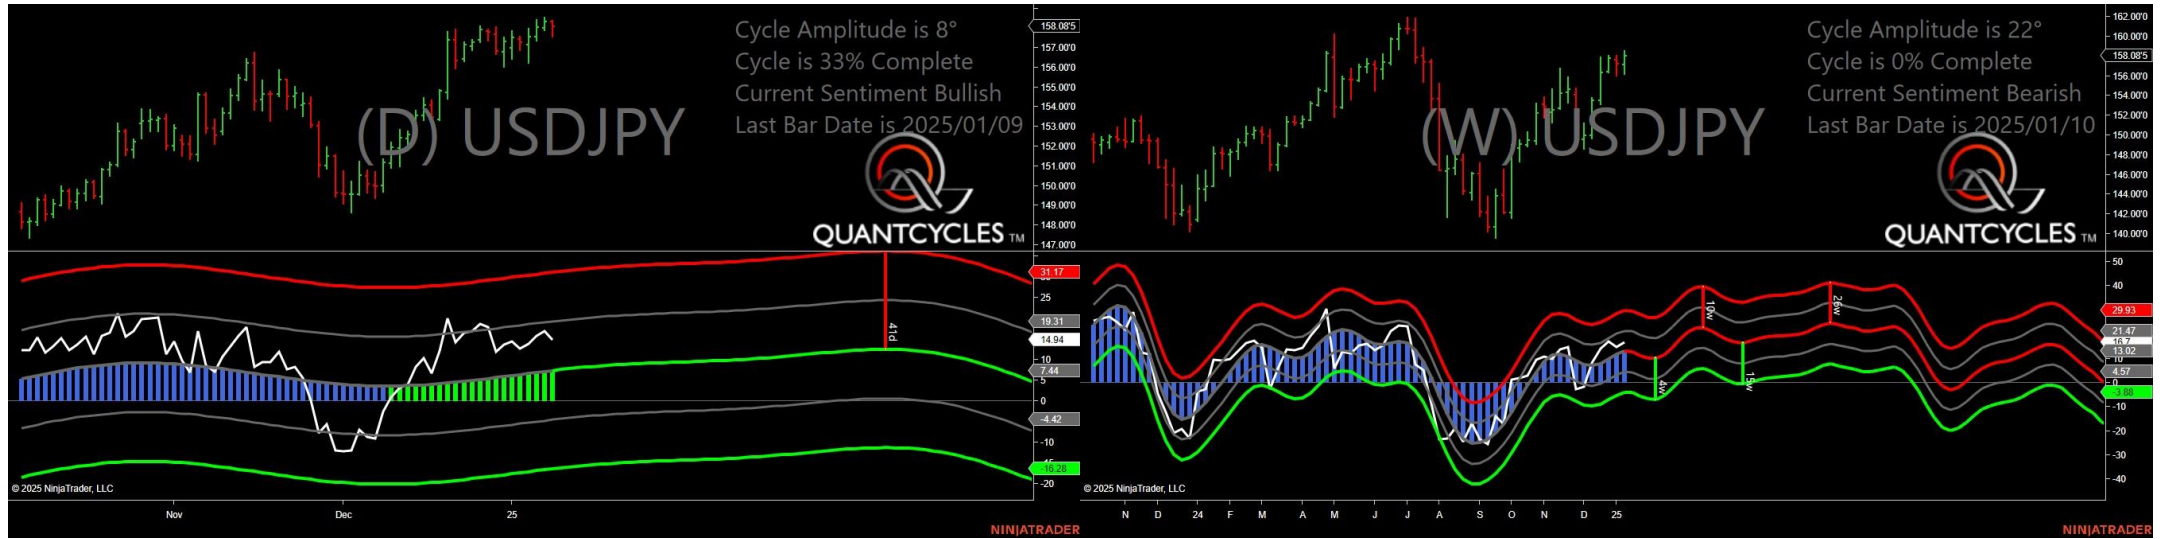 Cycle Amplitude is 8°
Cycle is 33% Complete
Current Sentiment Bullish
Last Bar Date is 2025/01/09
(D) USDJPY
QUANTCYCLES TM
158.08'5
157.00'0
156.00'0
155.00'0
154.00'0
153.00'0
152.00'0
151.00'0
150.00'0
149.00'0
148.00'0
147.00'0
31.17
25
19.31
14.94
10
7.44
5
0
-4.42
-10
-16.28
-20
41d
© 2025 NinjaTrader, LLC
Nov
Dec
25
NINJATRADER
Cycle Amplitude is 22°
Cycle is 0% Complete
Current Sentiment Bearish
Last Bar Date is 2025/01/10
(W) USDJPY
QUANTCYCLES TM
162.00'0
160.00'0
158.08'5
156.00'0
154.00'0
152.00'0
150.00'0
148.00'0
146.00'0
144.00'0
142.00'0
140.00'0
50
40
29.93
21.47
16.7
13.02
10
4.57
0
-3.88
-10
-20
-30
-40
10w
26w
4w
15w
© 2025 NinjaTrader, LLC
N
D
24
F
M
A
M
J
J
A
S
O
N
D
25
NINJATRADER